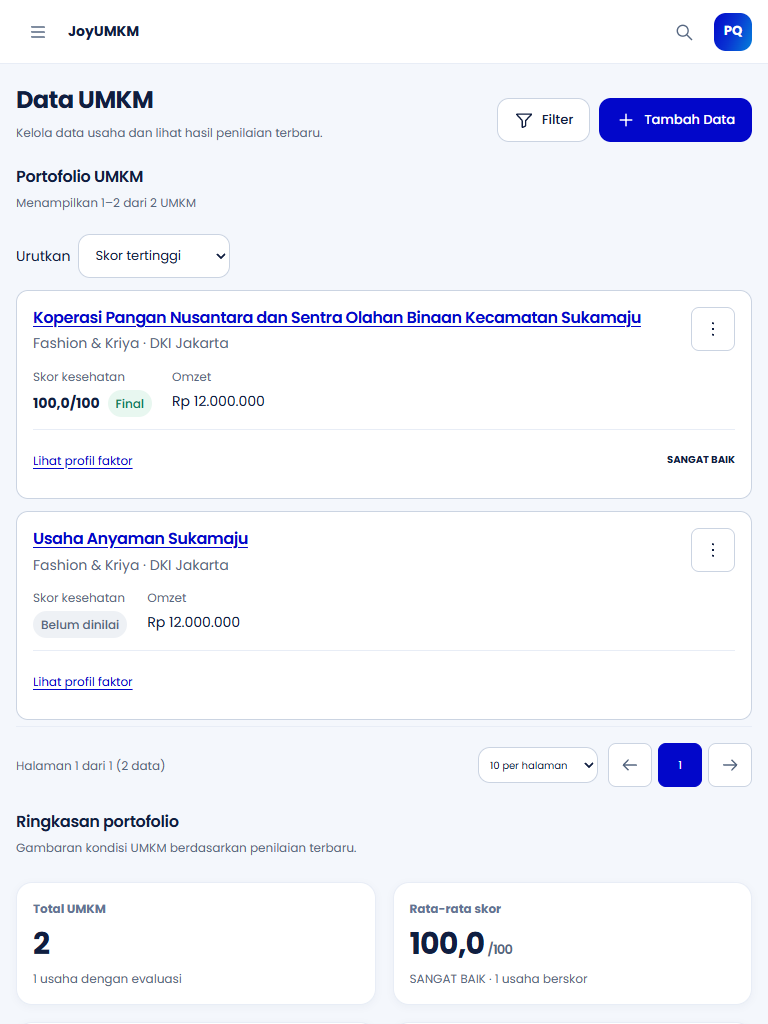 JoyUMKM
PQ
Data UMKM
Kelola data usaha dan lihat hasil penilaian terbaru.
Filter
Tambah Data
Portofolio UMKM
Menampilkan 1–2 dari 2 UMKM
Urutkan
Skor tertinggi
Koperasi Pangan Nusantara dan Sentra Olahan Binaan Kecamatan Sukamaju
Fashion & Kriya · DKI Jakarta
Skor kesehatan
Omzet
100,0/100
Final
Rp 12.000.000
Lihat profil faktor
SANGAT BAIK
Usaha Anyaman Sukamaju
Fashion & Kriya · DKI Jakarta
Skor kesehatan
Omzet
Belum dinilai
Rp 12.000.000
Lihat profil faktor
Halaman 1 dari 1 (2 data)
10 per halaman
1
Ringkasan portofolio
Gambaran kondisi UMKM berdasarkan penilaian terbaru.
Total UMKM
2
1 usaha dengan evaluasi
Rata-rata skor
100,0 /100
SANGAT BAIK · 1 usaha berskor